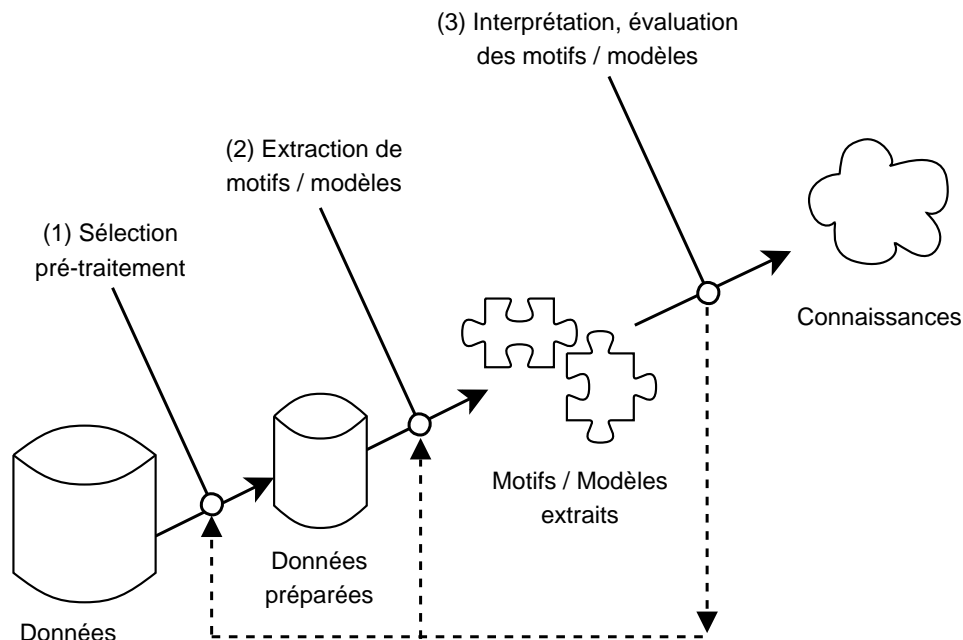 (3) Interprétation, évaluation
des motifs / modèles
(2) Extraction de
motifs / modèles
(1) Sélection
pré-traitement
Connaissances
Motifs / Modèles
extraits
Données
préparées
Données